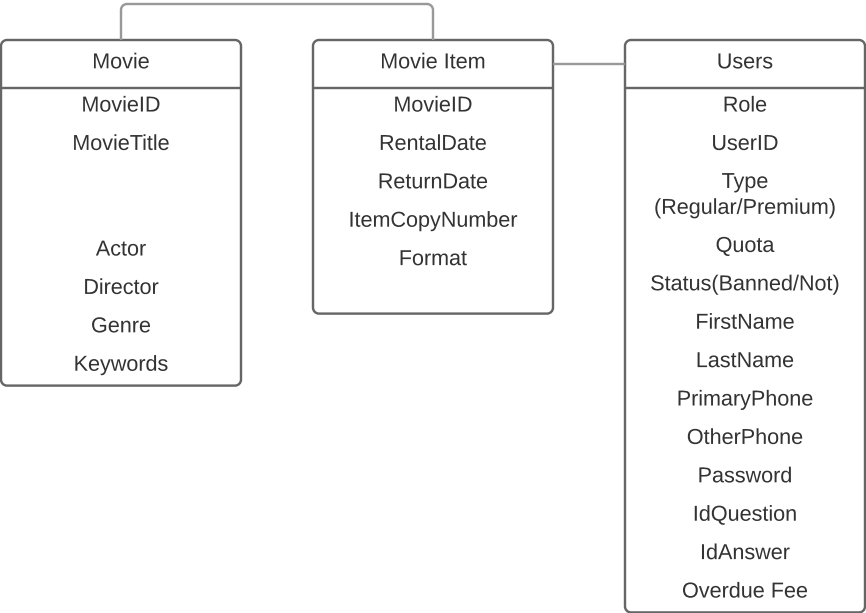 Movie
MovieID
MovieTitle
Actor
Director
Genre
Keywords
Movie Item
MovieID
RentalDate
ReturnDate
ItemCopyNumber
Format
Users
Role
UserID
Type
(Regular/Premium)
Quota
Status(Banned/Not)
FirstName
LastName
PrimaryPhone
OtherPhone
Password
IdQuestion
IdAnswer
Overdue Fee